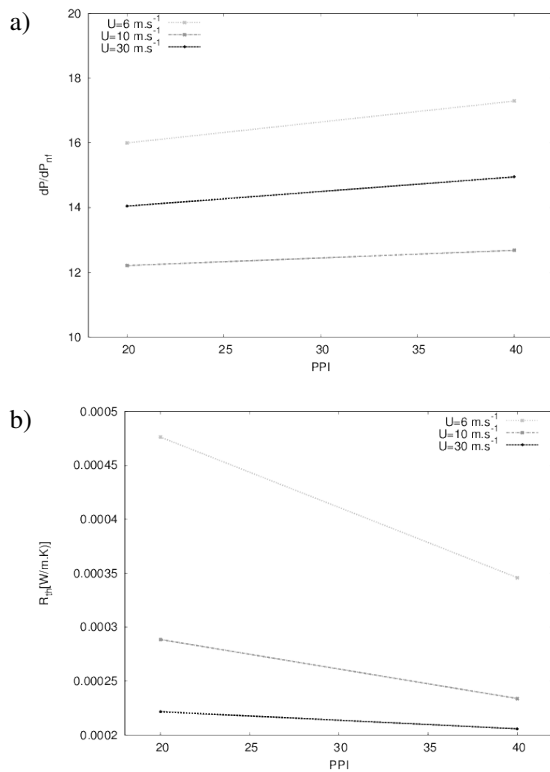 a)
U=6 m.s⁻¹
U=10 m.s⁻¹
U=30 m.s⁻¹
20
18
16
14
12
10
dP/dPnf
20 25 30 35 40
PPI
b)
U=6 m.s⁻¹
U=10 m.s⁻¹
U=30 m.s⁻¹
0.0005
0.00045
0.0004
0.00035
0.0003
0.00025
0.0002
Rth[W/m.K)]
20 25 30 35 40
PPI